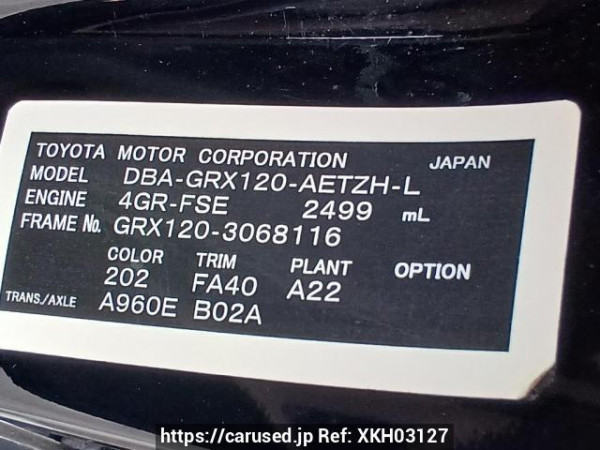 TOYOTA MOTOR CORPORATION JAPAN
MODEL DBA-GRX120-AETZH-L
ENGINE 4GR-FSE 2499 mL
FRAME No. GRX120-3068116
COLOR TRIM PLANT OPTION
202 FA40 A22
TRANS./AXLE A960E B02A
https://carused.jp Ref: XKH03127